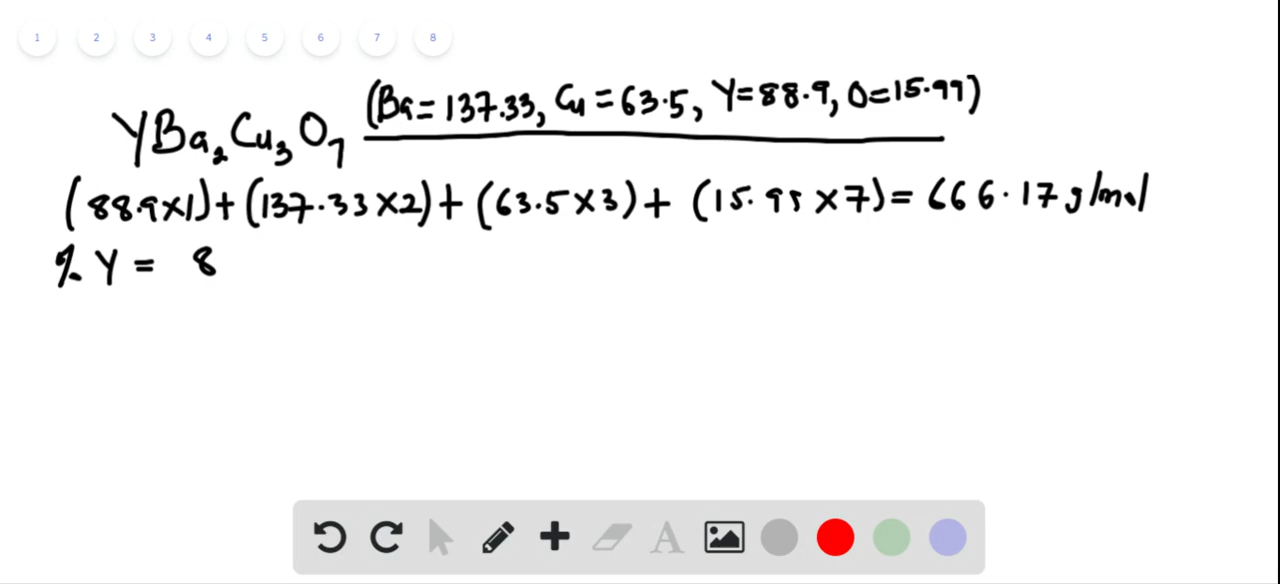 1 2 3 4 5 6 7 8
(Ba = 137.33, Cu = 63.5, Y = 88.9, O = 15.99)
YBa₂Cu₃O₇
(88.9×1) + (137.33×2) + (63.5×3) + (15.99×7) = 666.17 g/mol
% Y = 8
A